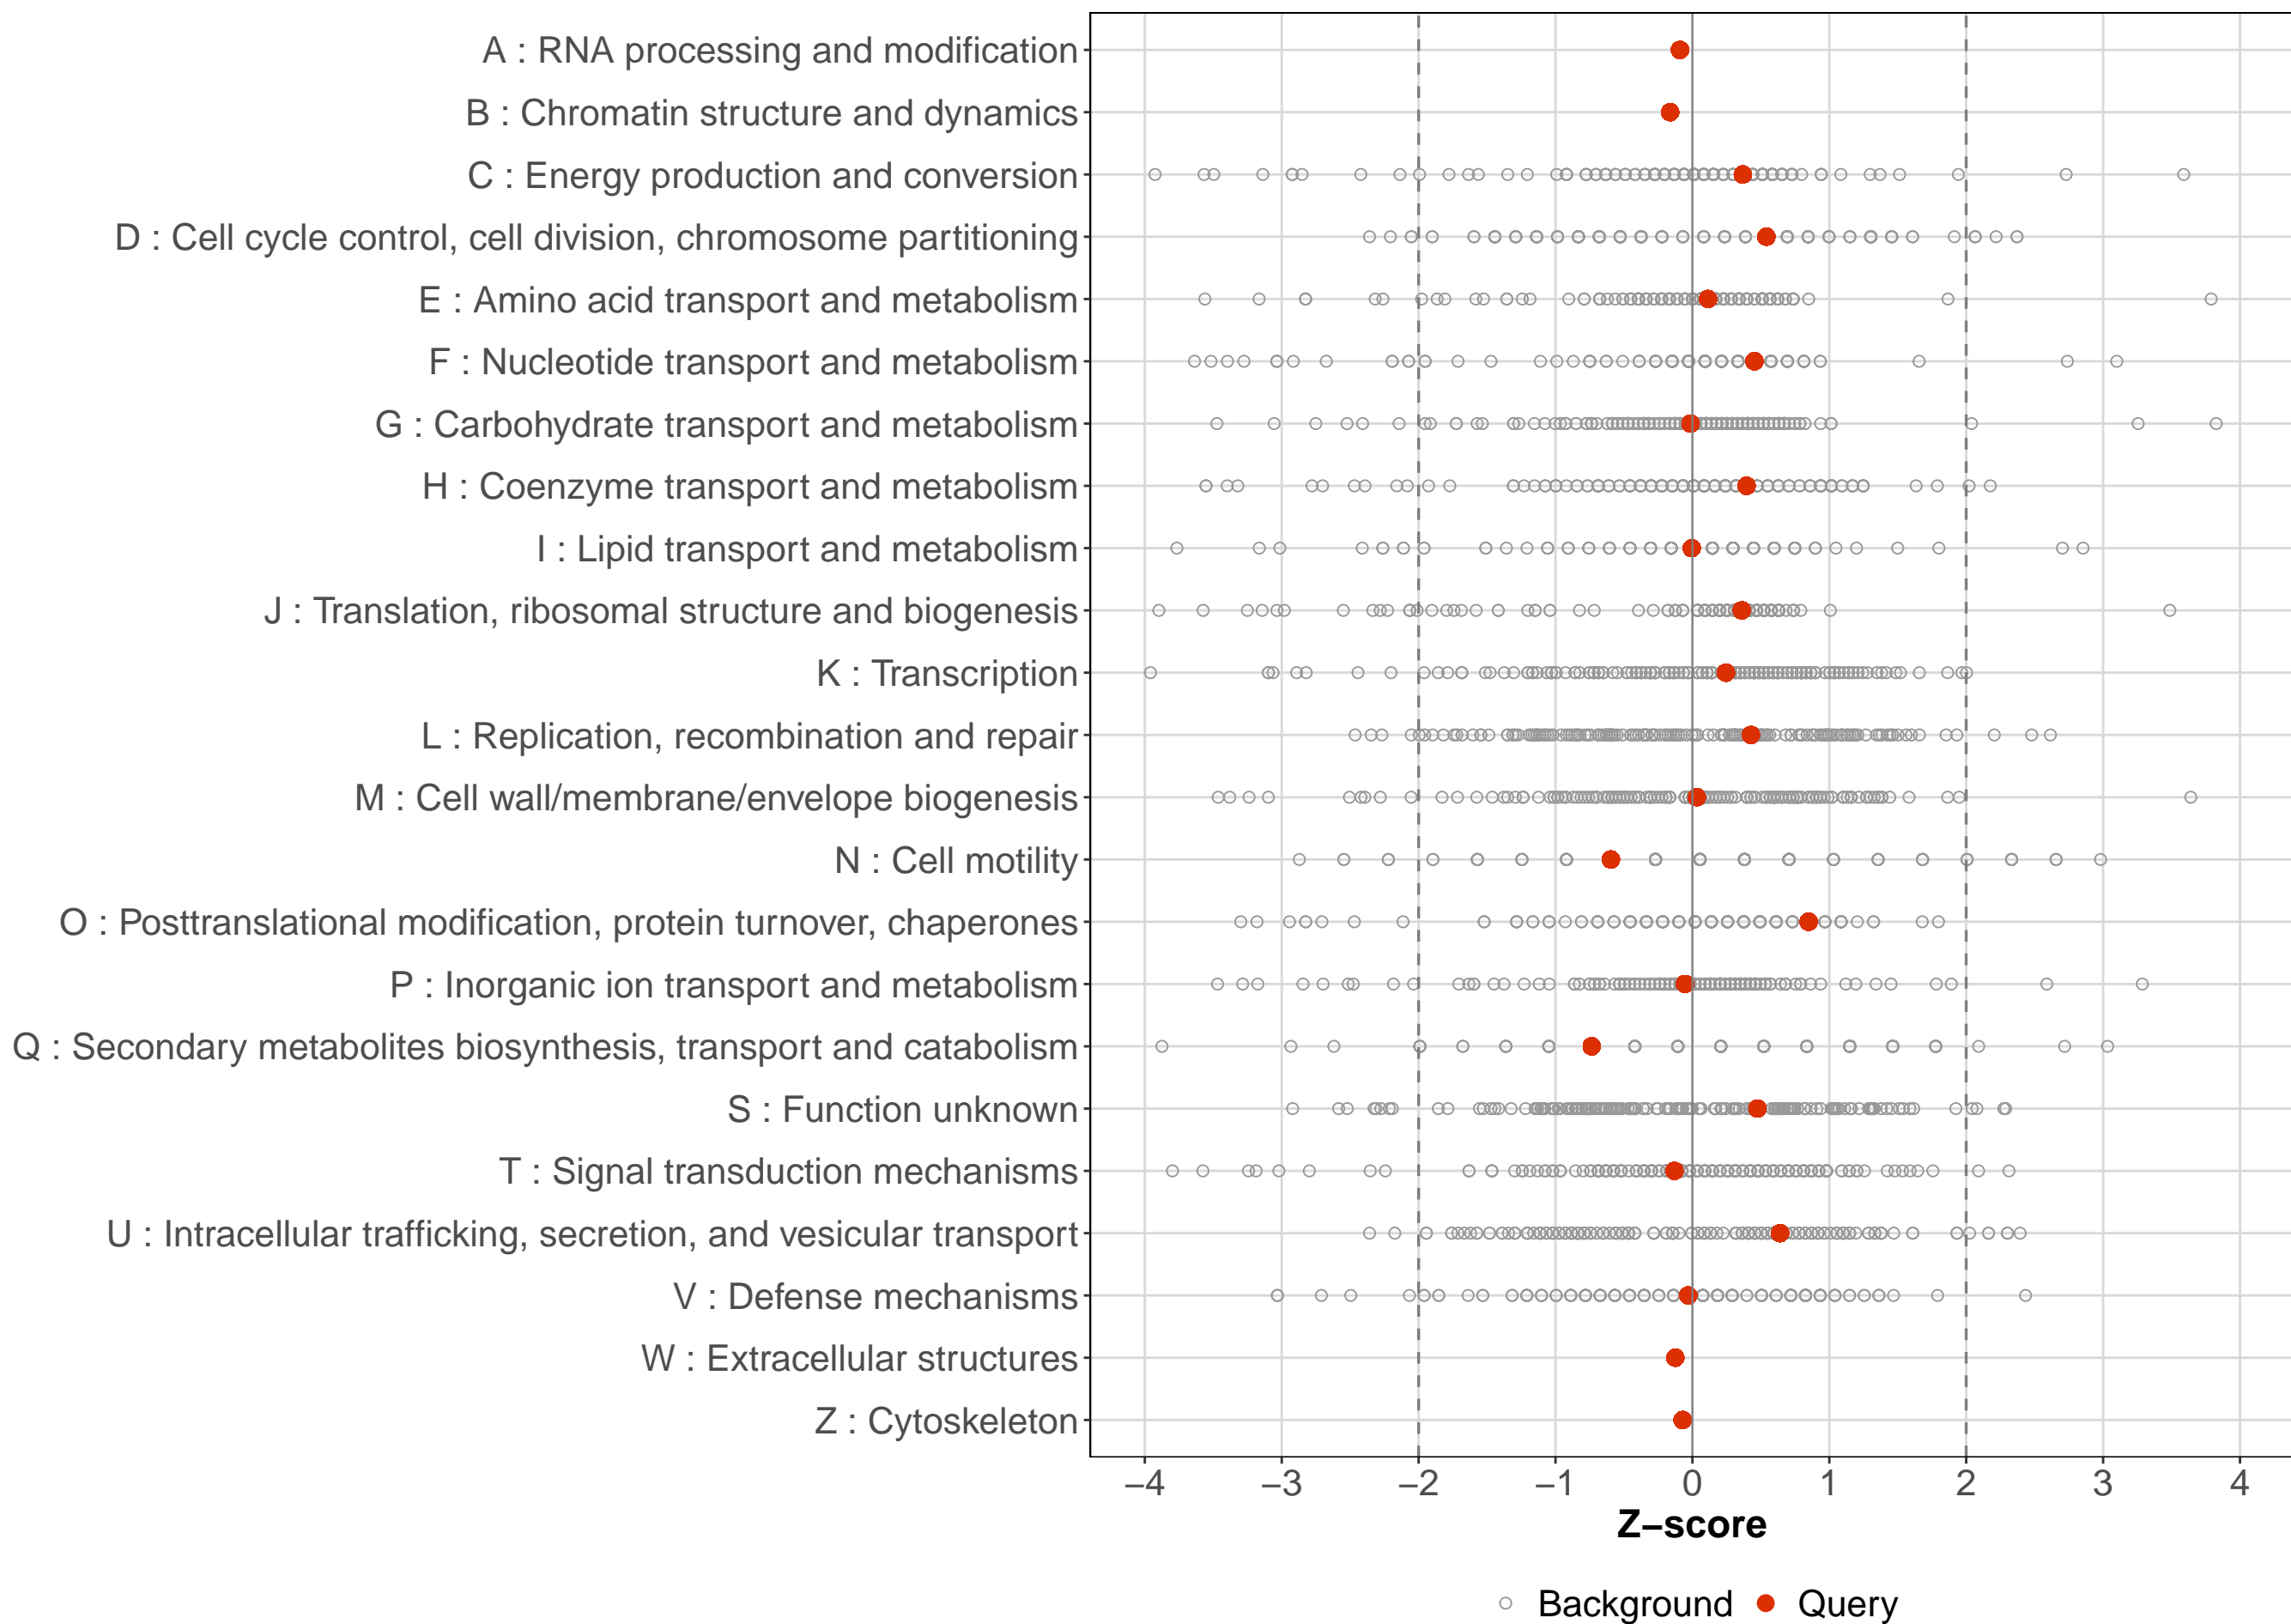 A : RNA processing and modification
B : Chromatin structure and dynamics
C : Energy production and conversion
D : Cell cycle control, cell division, chromosome partitioning
E : Amino acid transport and metabolism
F : Nucleotide transport and metabolism
G : Carbohydrate transport and metabolism
H : Coenzyme transport and metabolism
I : Lipid transport and metabolism
J : Translation, ribosomal structure and biogenesis
K : Transcription
L : Replication, recombination and repair
M : Cell wall/membrane/envelope biogenesis
N : Cell motility
O : Posttranslational modification, protein turnover, chaperones
P : Inorganic ion transport and metabolism
Q : Secondary metabolites biosynthesis, transport and catabolism
S : Function unknown
T : Signal transduction mechanisms
U : Intracellular trafficking, secretion, and vesicular transport
V : Defense mechanisms
W : Extracellular structures
Z : Cytoskeleton
−4 −3 −2 −1 0 1 2 3 4
Z−score
Background Query